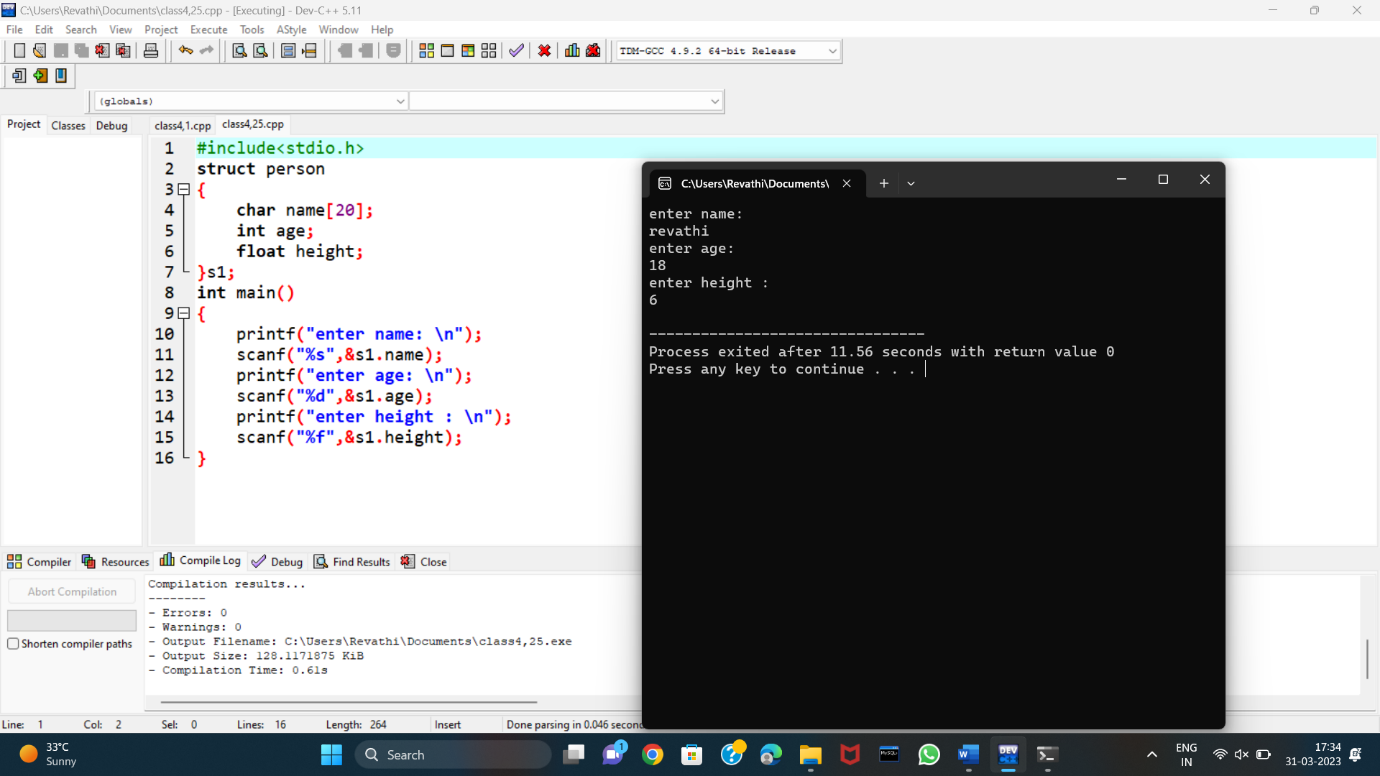 C:\Users\Revathi\Documents\class4,25.cpp - [Executing] - Dev-C++ 5.11
File Edit Search View Project Execute Tools AStyle Window Help
TDM-GCC 4.9.2 64-bit Release
(globals)
Project Classes Debug
class4,1.cpp class4,25.cpp
1 #include<stdio.h>
2 struct person
3 {
4 char name[20];
5 int age;
6 float height;
7 }s1;
8 int main()
9 {
10 printf("enter name: \n");
11 scanf("%s",&s1.name);
12 printf("enter age: \n");
13 scanf("%d",&s1.age);
14 printf("enter height : \n");
15 scanf("%f",&s1.height);
16 }
C:\Users\Revathi\Documents\
enter name:
revathi
enter age:
18
enter height :
6
--------------------------------
Process exited after 11.56 seconds with return value 0
Press any key to continue . . .
Compiler Resources Compile Log Debug Find Results Close
Abort Compilation
Shorten compiler paths
Compilation results...
--------
- Errors: 0
- Warnings: 0
- Output Filename: C:\Users\Revathi\Documents\class4,25.exe
- Output Size: 128.1171875 KiB
- Compilation Time: 0.61s
Line: 1 Col: 2 Sel: 0 Lines: 16 Length: 264 Insert Done parsing in 0.046
33°C
Sunny
Search
1
W
DEV
ENG
IN
17:34
31-03-2023